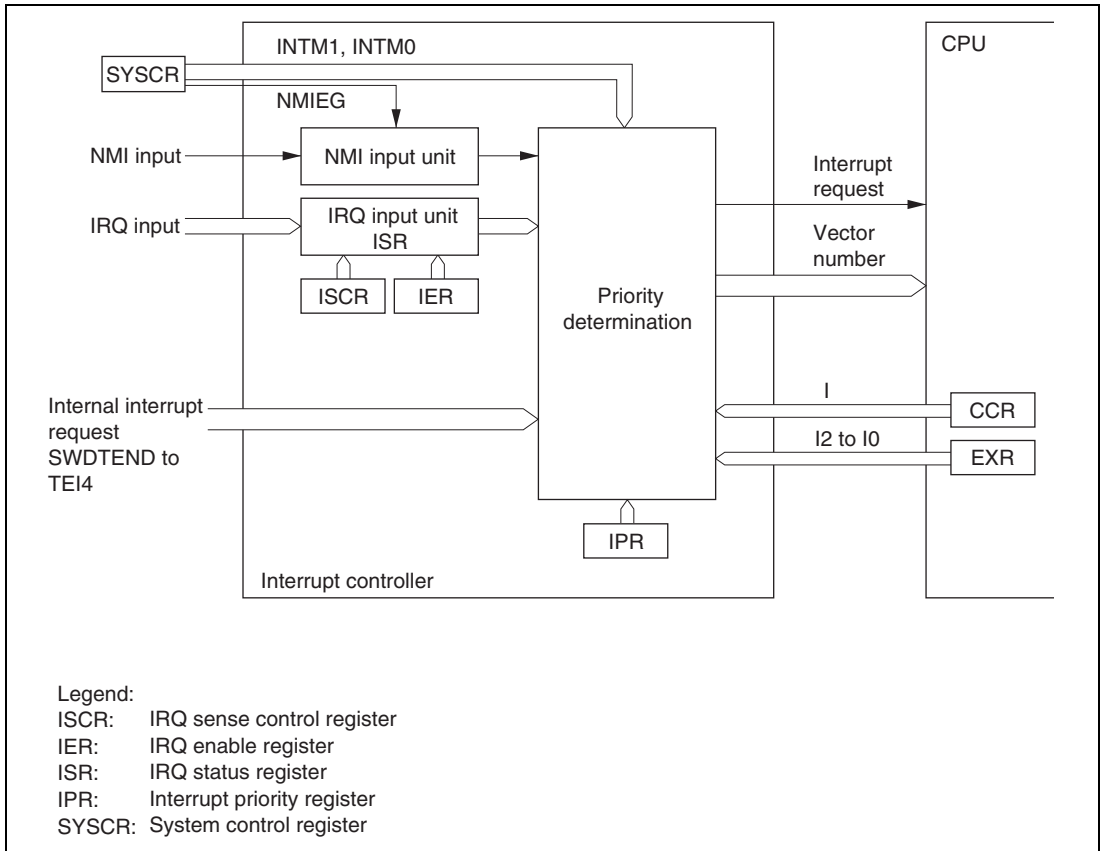 INTM1, INTM0
CPU
SYSCR
NMIEG
NMI input
NMI input unit
Interrupt
request
IRQ input
IRQ input unit
ISR
Vector
number
ISCR
IER
Priority
determination
Internal interrupt
request
SWDTEND to
TEI4
I
CCR
I2 to I0
EXR
IPR
Interrupt controller
Legend:
ISCR: IRQ sense control register
IER: IRQ enable register
ISR: IRQ status register
IPR: Interrupt priority register
SYSCR: System control register